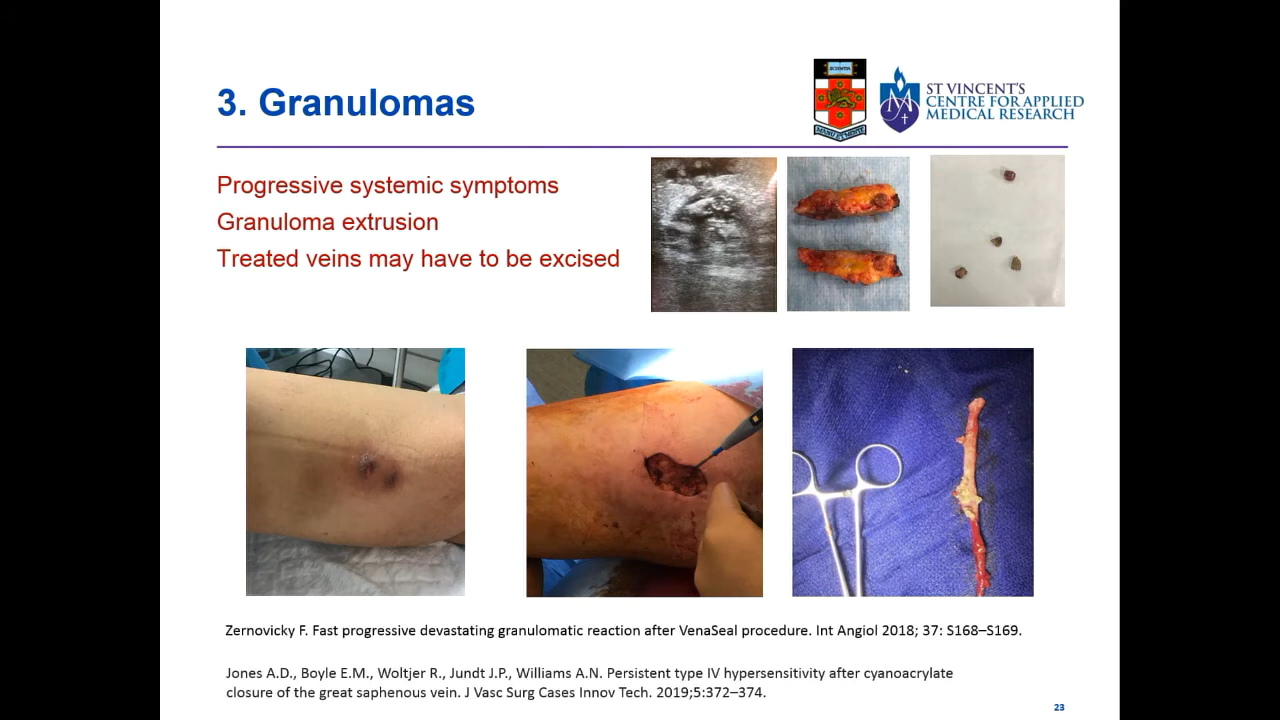 3. Granulomas
ST VINCENT'S
CENTRE FOR APPLIED
MEDICAL RESEARCH
Progressive systemic symptoms
Granuloma extrusion
Treated veins may have to be excised
Zernovicky F. Fast progressive devastating granulomatic reaction after VenaSeal procedure. Int Angiol 2018; 37: S168–S169.
Jones A.D., Boyle E.M., Woltjer R., Jundt J.P., Williams A.N. Persistent type IV hypersensitivity after cyanoacrylate
closure of the great saphenous vein. J Vasc Surg Cases Innov Tech. 2019;5:372–374.
23